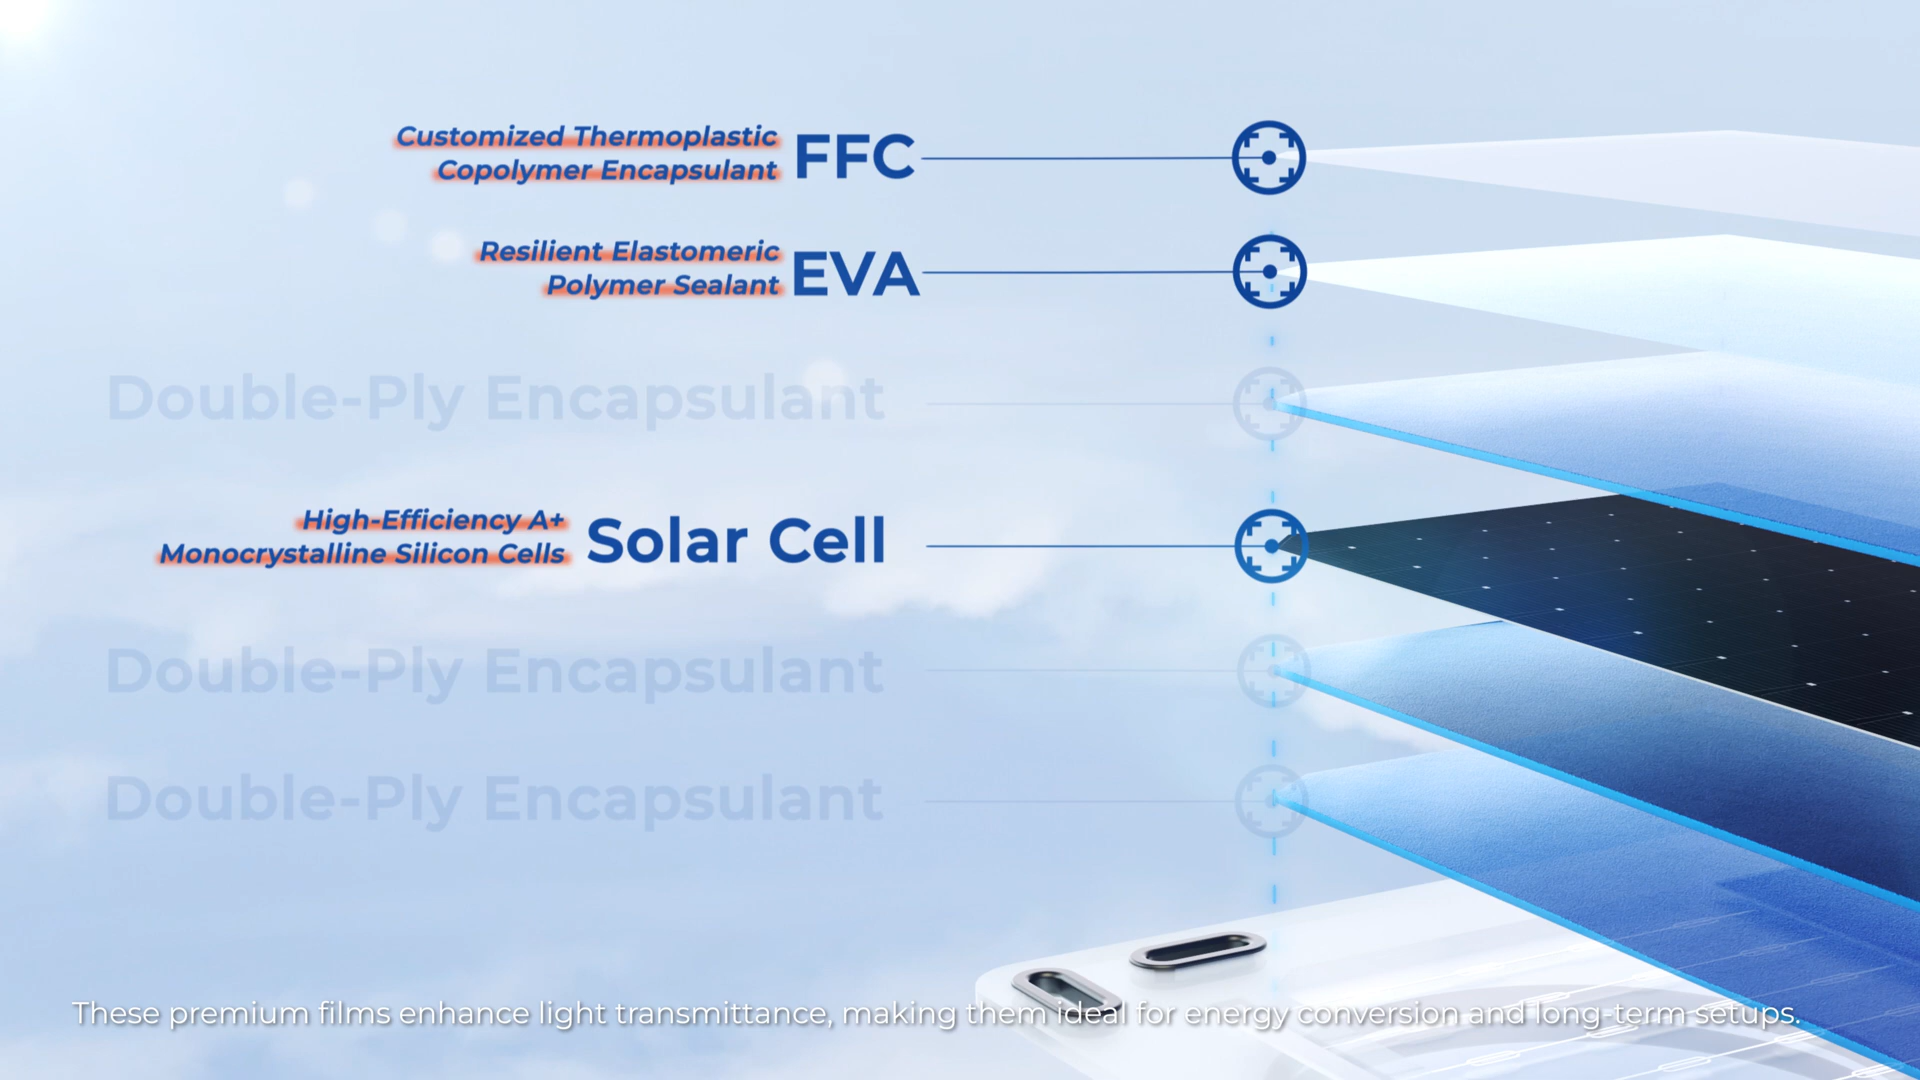 Customized Thermoplastic
Copolymer Encapsulant
FFC
Resilient Elastomeric
Polymer Sealant
EVA
Double-Ply Encapsulant
High-Efficiency A+
Monocrystalline Silicon Cells
Solar Cell
Double-Ply Encapsulant
Double-Ply Encapsulant
These premium films enhance light transmittance, making them ideal for energy conversion and long-term setups.